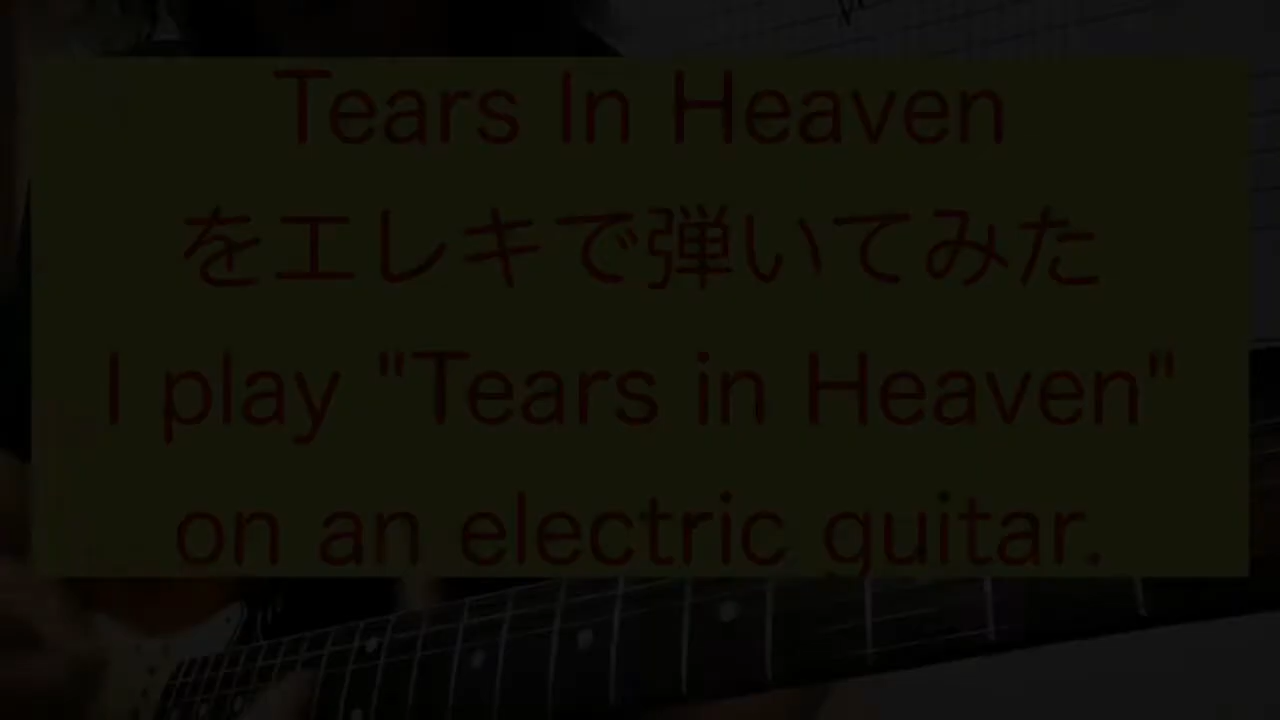 Tears In Heaven
をエレキで弾いてみた
I play "Tears in Heaven"
on an electric guitar.